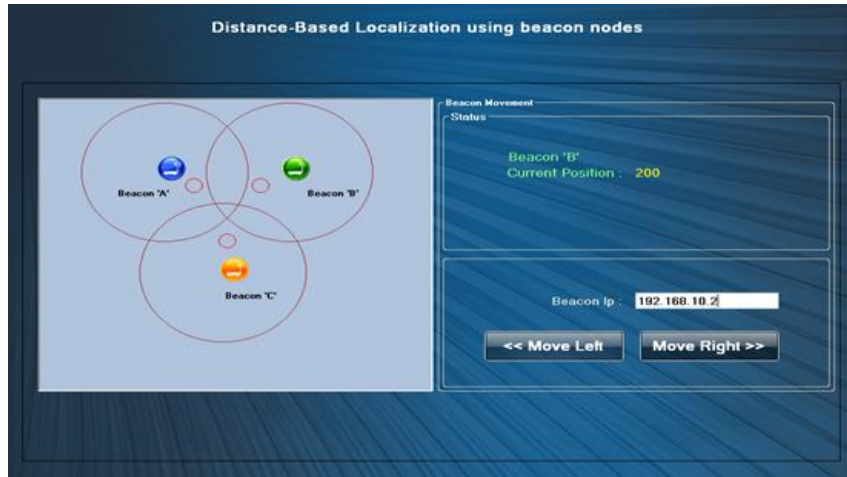 Distance-Based Localization using beacon nodes
Beacon 'A'
Beacon 'B'
Beacon 'C'
Beacon Movement
Status
Beacon 'B'
Current Position : 200
Beacon Ip : 192.168.10.2
<< Move Left
Move Right >>